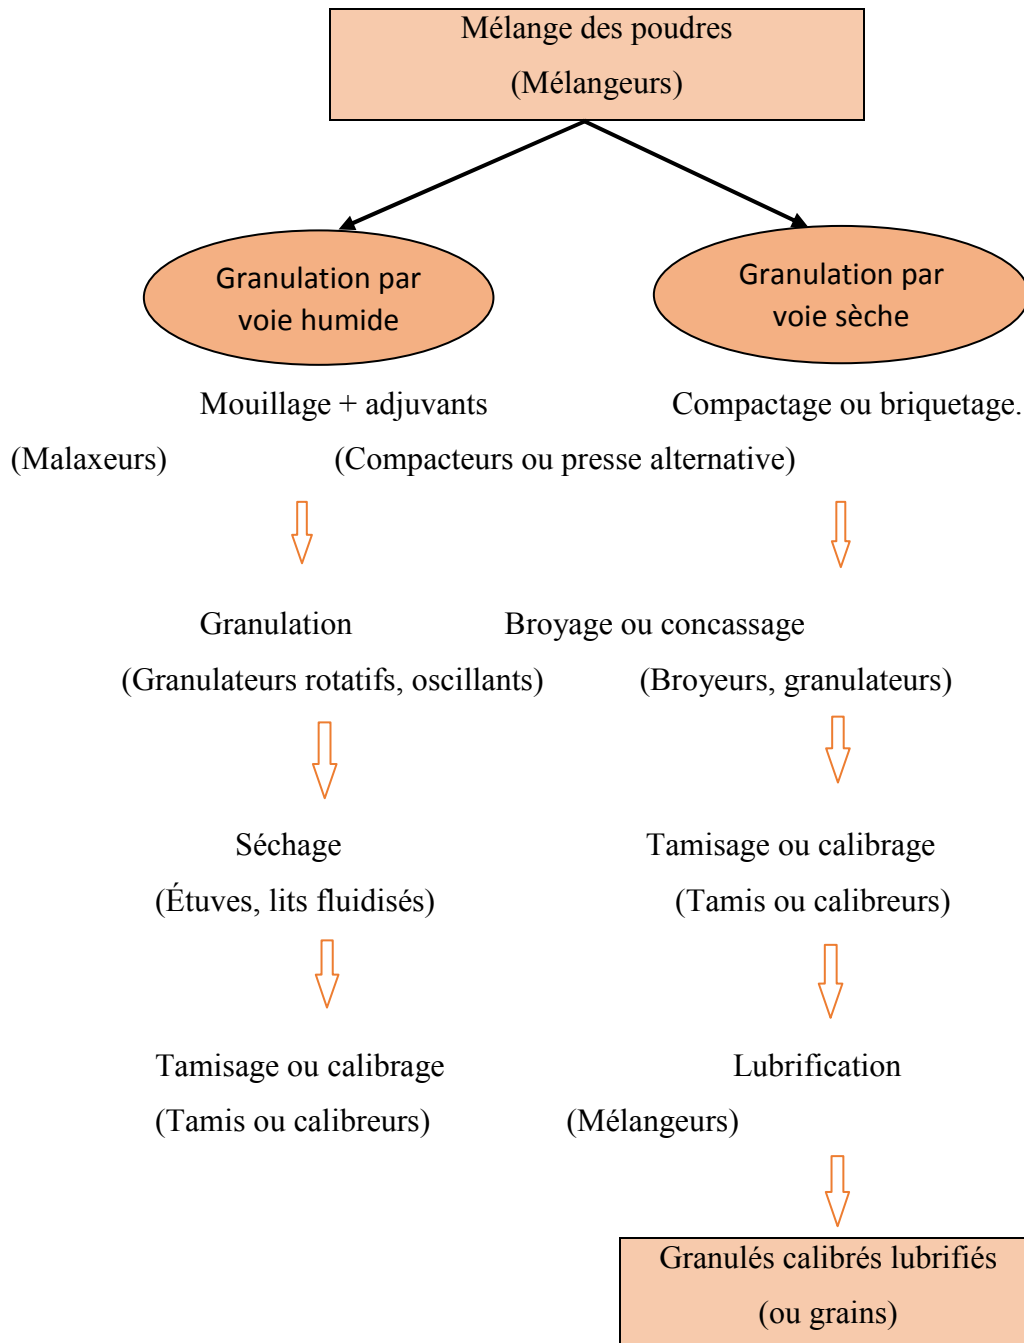 Mélange des poudres
(Mélangeurs)
Granulation par
voie humide
Granulation par
voie sèche
Mouillage + adjuvants Compactage ou briquetage.
(Malaxeurs) (Compacteurs ou presse alternative)
Granulation Broyage ou concassage
(Granulateurs rotatifs, oscillants) (Broyeurs, granulateurs)
Séchage Tamisage ou calibrage
(Étuves, lits fluidisés) (Tamis ou calibreurs)
Tamisage ou calibrage Lubrification
(Tamis ou calibreurs) (Mélangeurs)
Granulés calibrés lubrifiés
(ou grains)